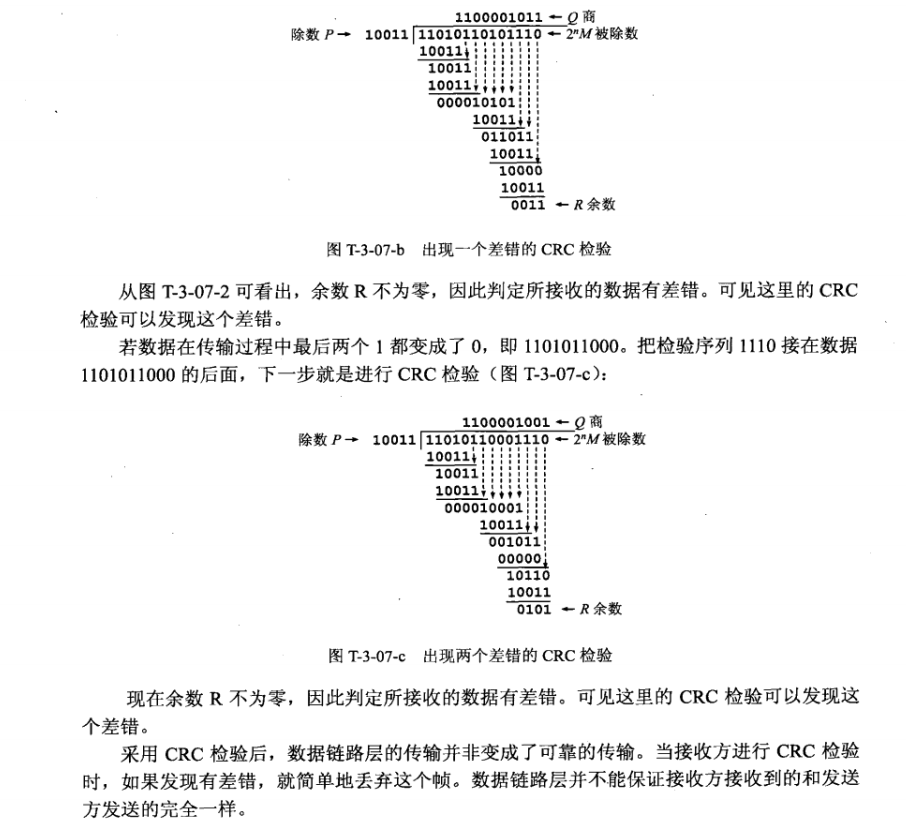 1100001011 ← Q 商
除数 P → 10011 11010110101110 ← 2ⁿM 被除数
10011
10011
10011
000010101
10011
011011
10011
10000
10011
0011 ← R 余数
图 T-3-07-b 出现一个差错的 CRC 检验
从图 T-3-07-2 可看出，余数 R 不为零，因此判定所接收的数据有差错。可见这里的 CRC
检验可以发现这个差错。
若数据在传输过程中最后两个 1 都变成了 0，即 1101011000。把检验序列 1110 接在数据
1101011000 的后面，下一步就是进行 CRC 检验（图 T-3-07-c）：
1100001001 ← Q 商
除数 P → 10011 11010110001110 ← 2ⁿM 被除数
10011
10011
10011
000010001
10011
001011
00000
10110
10011
0101 ← R 余数
图 T-3-07-c 出现两个差错的 CRC 检验
现在余数 R 不为零，因此判定所接收的数据有差错。可见这里的 CRC 检验可以发现这
个差错。
采用 CRC 检验后，数据链路层的传输并非变成了可靠的传输。当接收方进行 CRC 检验
时，如果发现有差错，就简单地丢弃这个帧。数据链路层并不能保证接收方接收到的和发送
方发送的完全一样。